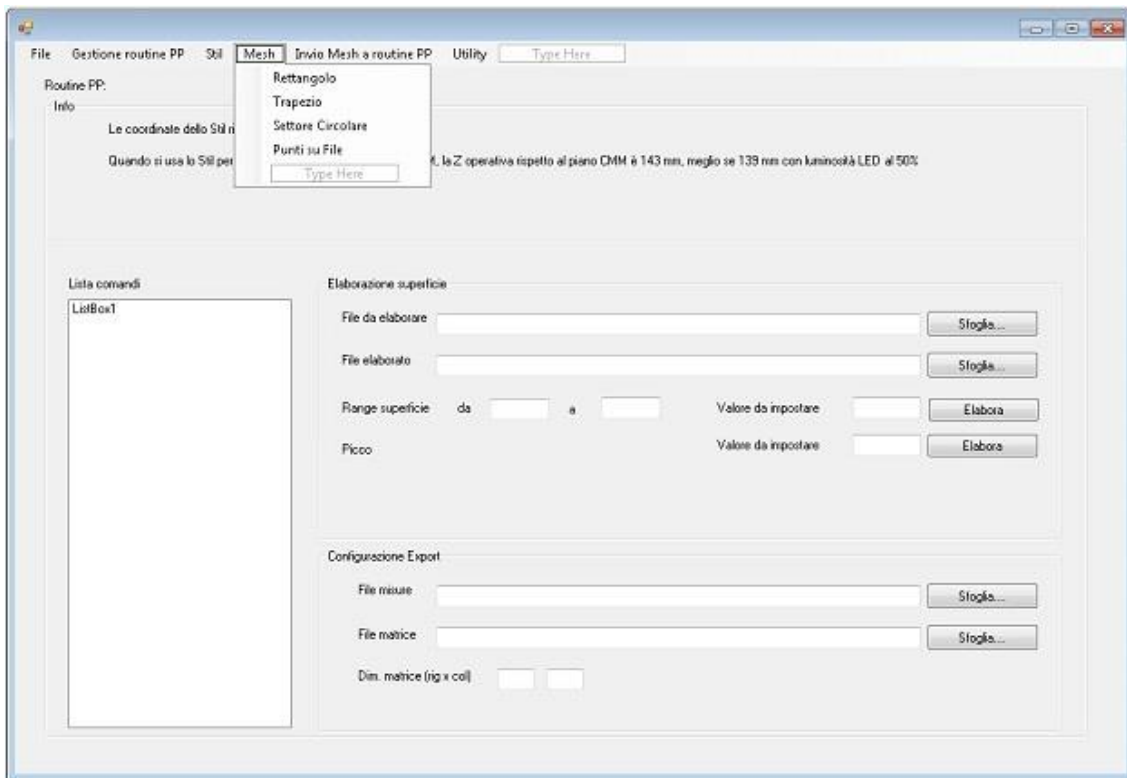 File Gestione routine PP Stil Mesh Invio Mesh a routine PP Utility Type Here
Rettangolo
Trapezio
Settore Circolare
Punti su File
Type Here
Routine PP:
Info
Le coordinate dello Stil
Quando si usa lo Stil per , la Z operativa rispetto al piano CMM è 143 mm, meglio se 139 mm con luminosità LED al 50%
Lista comandi
ListBox1
Elaborazione superficie
File da elaborare Sfoglia...
File elaborato Sfoglia...
Range superficie da a Valore da impostare Elabora
Picco Valore da impostare Elabora
Configurazione Export
File misure Sfoglia...
File matrice Sfoglia...
Dim. matrice (rig x col)